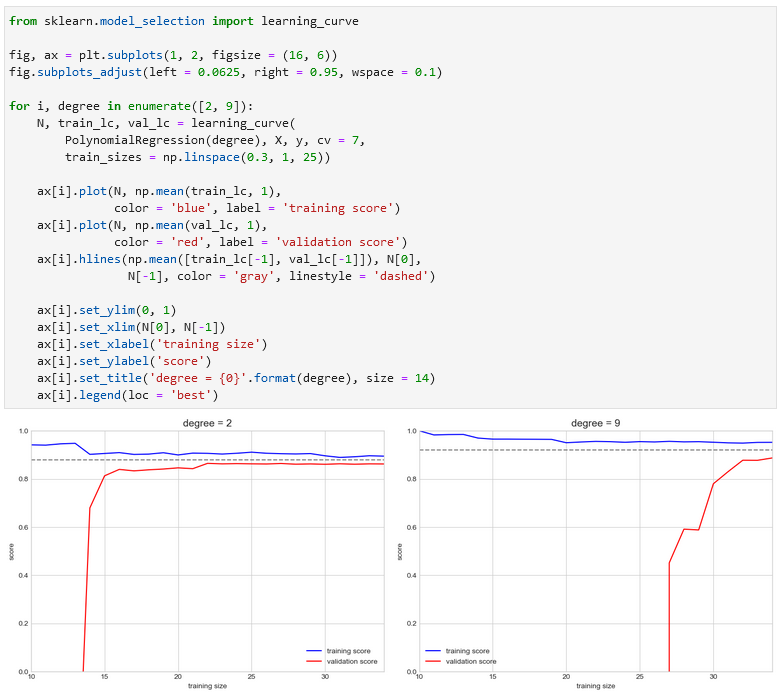 from sklearn.model_selection import learning_curve
fig, ax = plt.subplots(1, 2, figsize = (16, 6))
fig.subplots_adjust(left = 0.0625, right = 0.95, wspace = 0.1)
for i, degree in enumerate([2, 9]):
    N, train_lc, val_lc = learning_curve(
        PolynomialRegression(degree), X, y, cv = 7,
        train_sizes = np.linspace(0.3, 1, 25))
    ax[i].plot(N, np.mean(train_lc, 1),
               color = 'blue', label = 'training score')
    ax[i].plot(N, np.mean(val_lc, 1),
               color = 'red', label = 'validation score')
    ax[i].hlines(np.mean([train_lc[-1], val_lc[-1]]), N[0],
                 N[-1], color = 'gray', linestyle = 'dashed')
    ax[i].set_ylim(0, 1)
    ax[i].set_xlim(N[0], N[-1])
    ax[i].set_xlabel('training size')
    ax[i].set_ylabel('score')
    ax[i].set_title('degree = {0}'.format(degree), size = 14)
    ax[i].legend(loc = 'best')
degree = 2
1.0
0.8
0.6
0.4
0.2
0.0
score
training score
validation score
10 15 20 25 30
training size
degree = 9
1.0
0.8
0.6
0.4
0.2
0.0
score
training score
validation score
10 15 20 25 30
training size